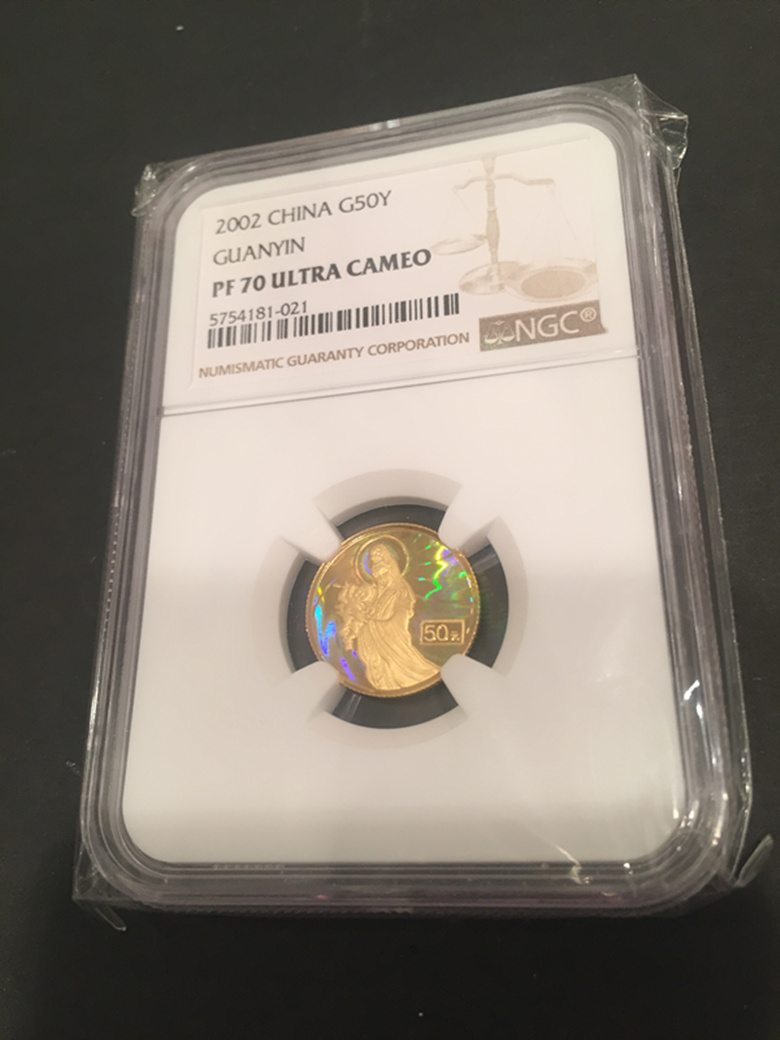 2002 CHINA G50Y
GUANYIN
PF 70 ULTRA CAMEO
5754181-021
NGC®
NUMISMATIC GUARANTY CORPORATION
50元